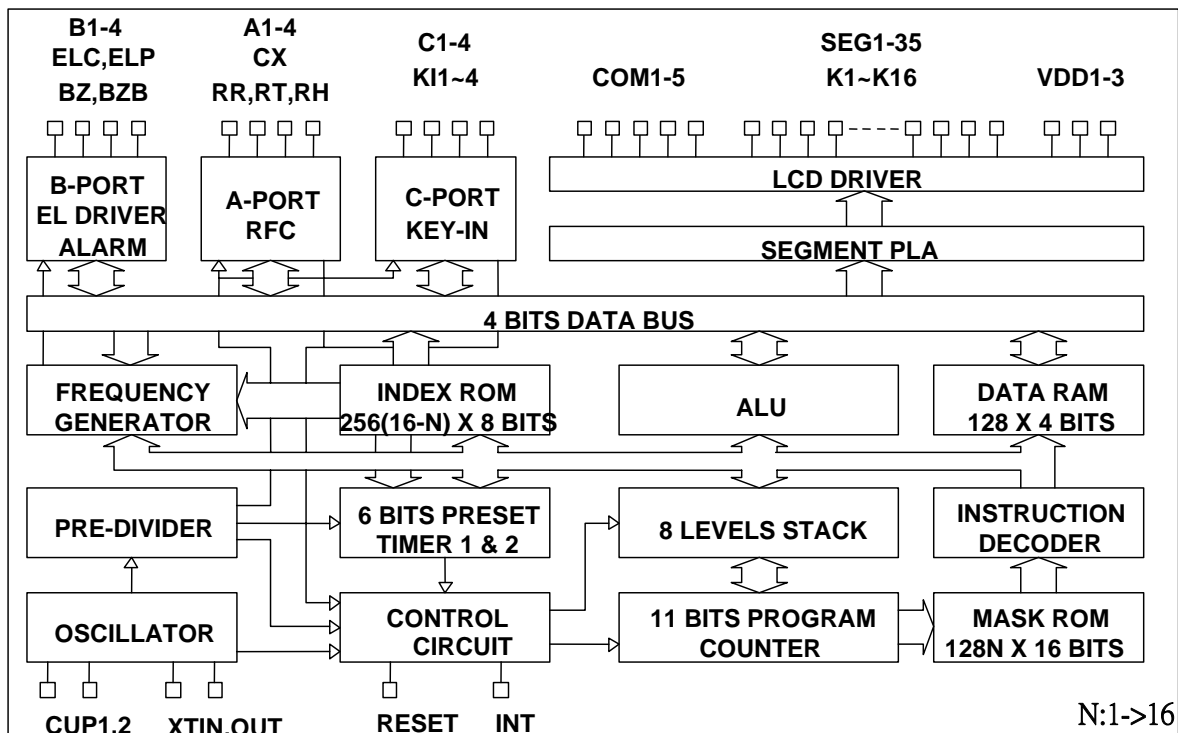 B1-4
ELC,ELP
BZ,BZB
A1-4
CX
RR,RT,RH
C1-4
KI1~4
COM1-5
SEG1-35
K1~K16
VDD1-3
B-PORT
EL DRIVER
ALARM
A-PORT
RFC
C-PORT
KEY-IN
LCD DRIVER
SEGMENT PLA
4 BITS DATA BUS
FREQUENCY
GENERATOR
INDEX ROM
256(16-N) X 8 BITS
ALU
DATA RAM
128 X 4 BITS
PRE-DIVIDER
6 BITS PRESET
TIMER 1 & 2
8 LEVELS STACK
INSTRUCTION
DECODER
OSCILLATOR
CONTROL
CIRCUIT
11 BITS PROGRAM
COUNTER
MASK ROM
128N X 16 BITS
CUP1,2
XTIN,OUT
RESET
INT
N:1->16